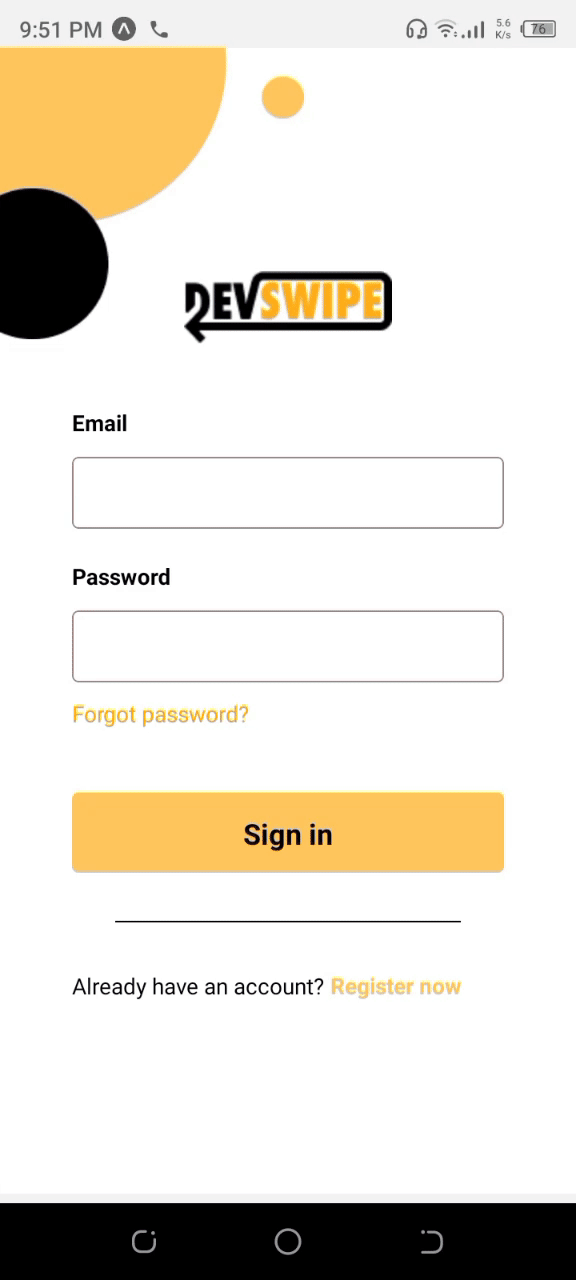 9:51 PM
5.6
K/s
76
DEVSWIPE
Email
Password
Forgot password?
Sign in
Already have an account? Register now